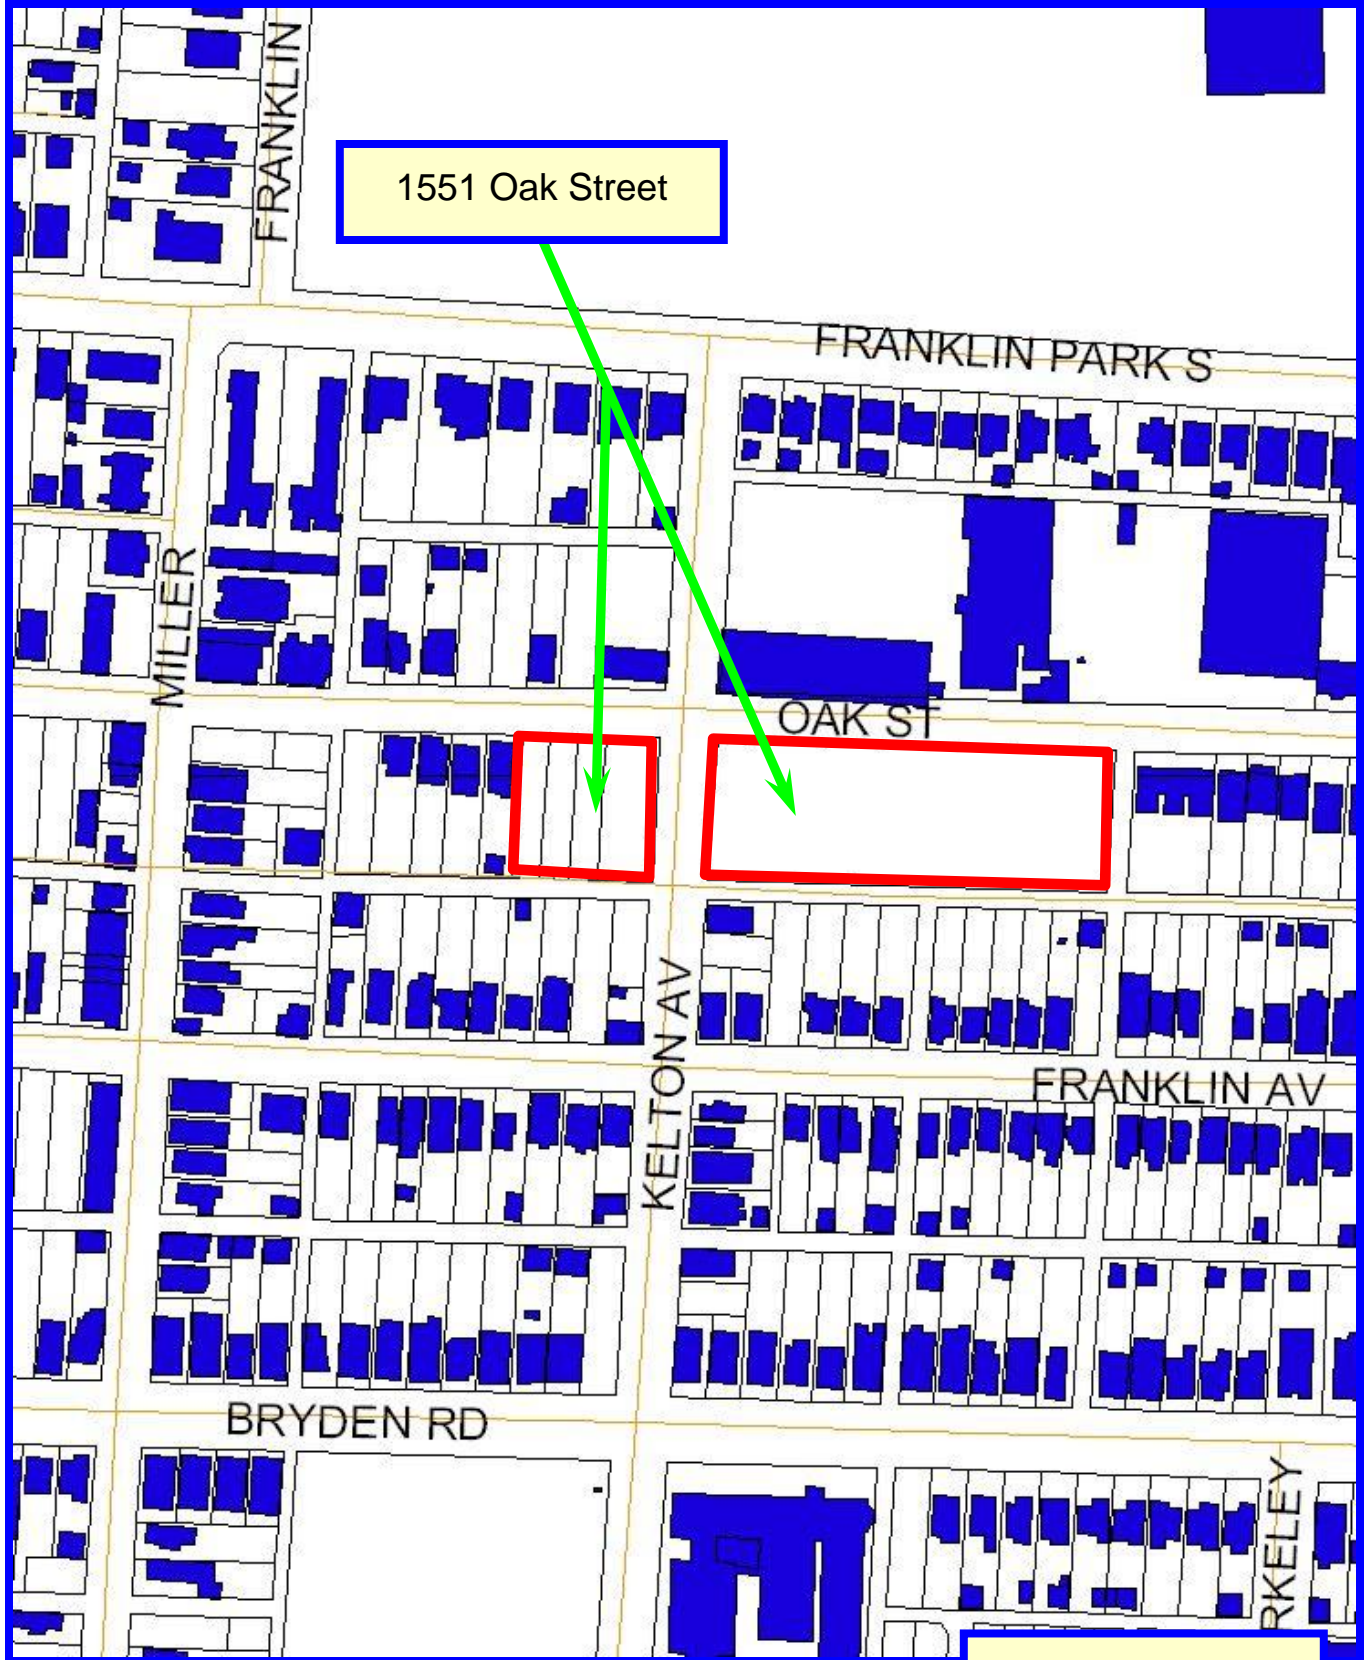 FRANKLIN
1551 Oak Street
FRANKLIN PARK S
MILLER
OAK ST
KELTON AV
FRANKLIN AV
BRYDEN RD
RKELEY